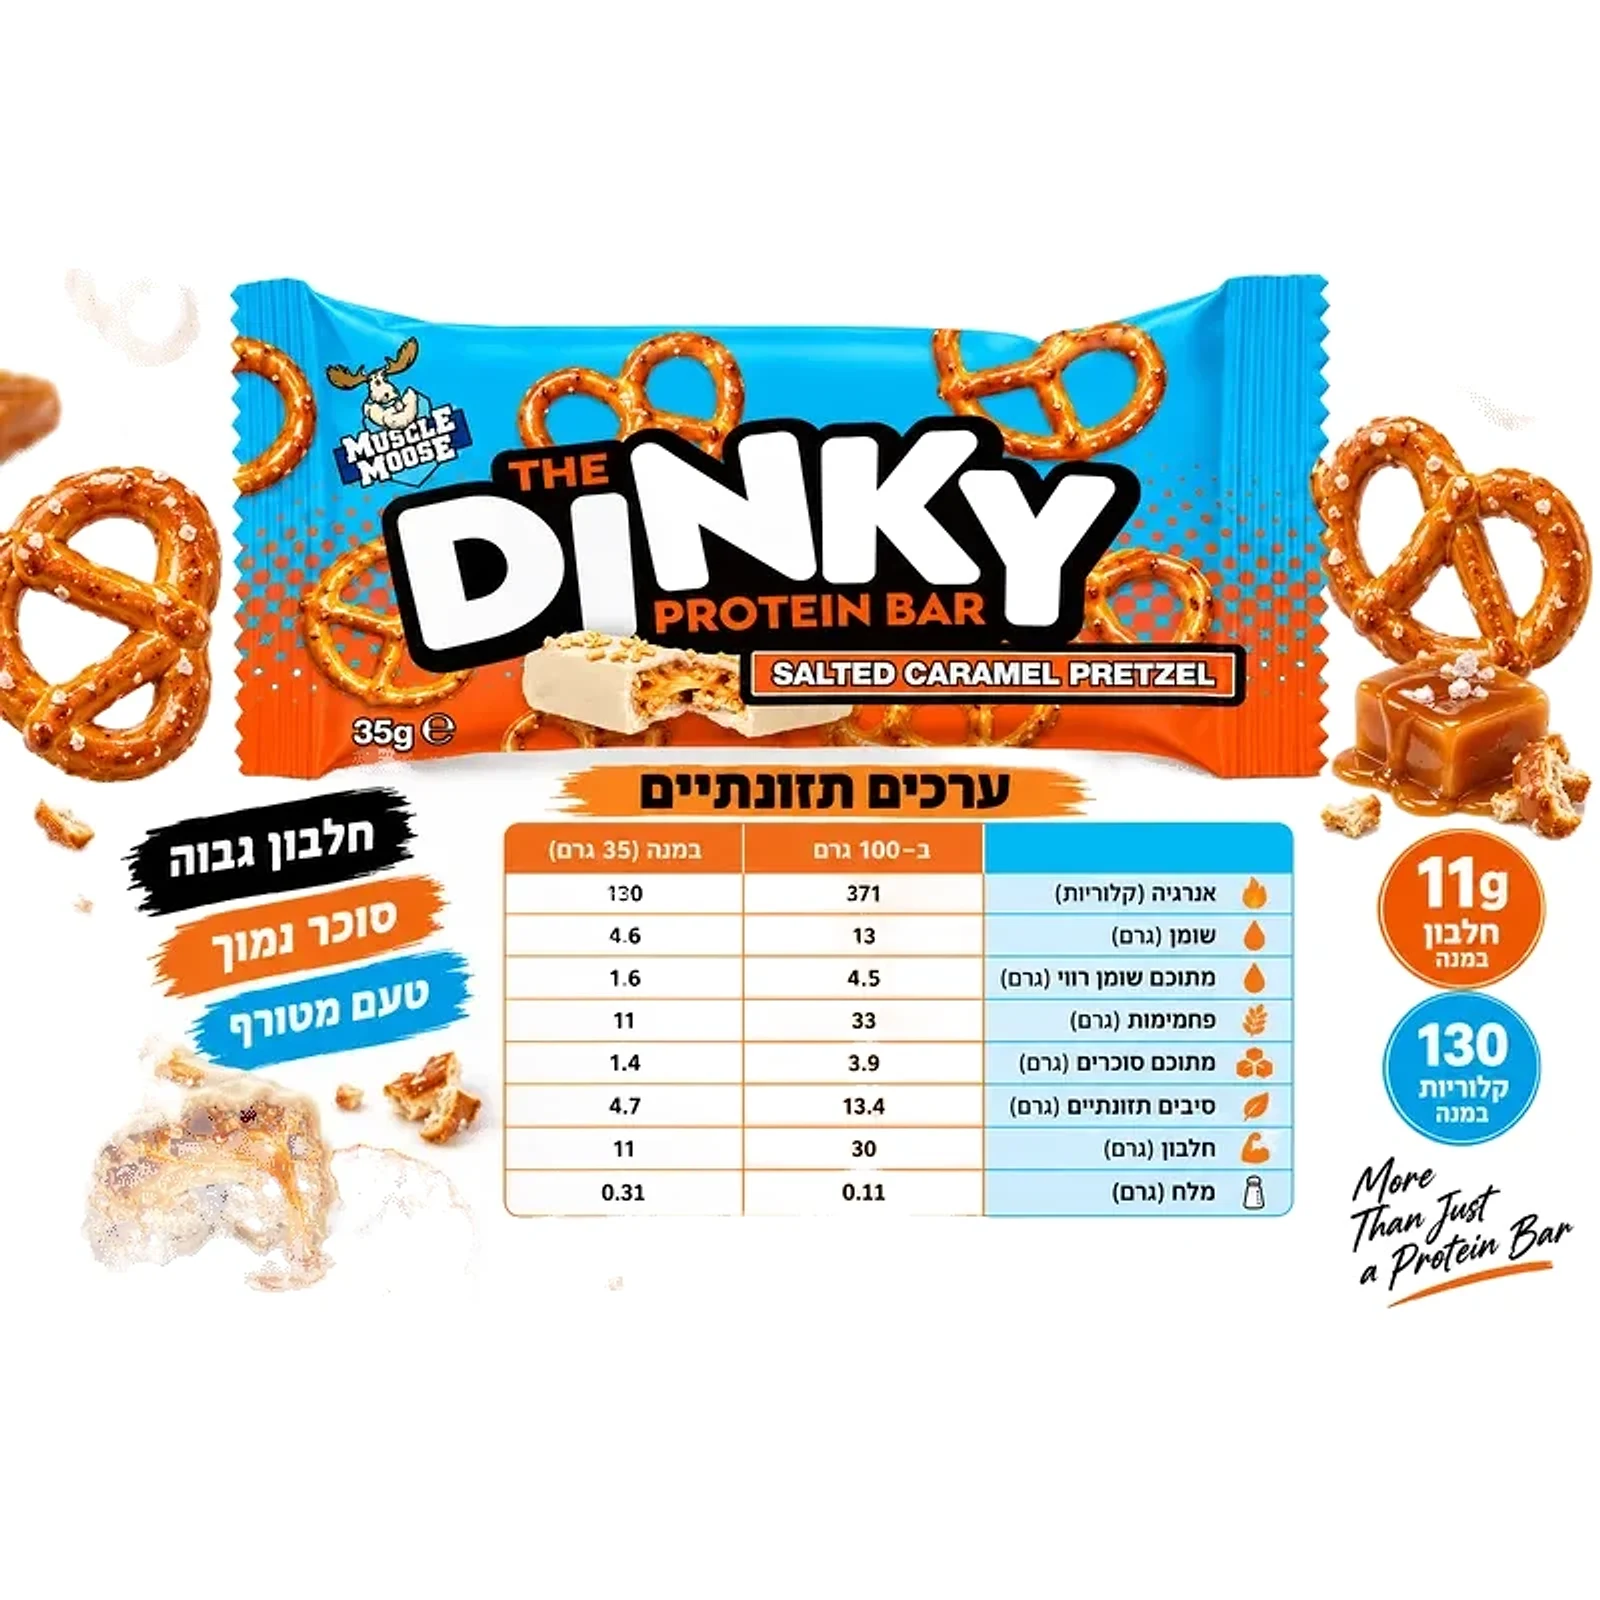 MUSCLE
MOOSE
THE
DINKY
PROTEIN BAR
SALTED CARAMEL PRETZEL
35g ℮
חלבון גבוה
סוכר נמוך
טעם מטורף
ערכים תזונתיים
ב-100 גרם במנה (35 גרם)
אנרגיה (קלוריות) 371 130
שומן (גרם) 13 4.6
מתוכם שומן רווי (גרם) 4.5 1.6
פחמימות (גרם) 33 11
מתוכם סוכרים (גרם) 3.9 1.4
סיבים תזונתיים (גרם) 13.4 4.7
חלבון (גרם) 30 11
מלח (גרם) 0.11 0.31
11g
חלבון
במנה
130
קלוריות
במנה
More
Than Just
a Protein Bar